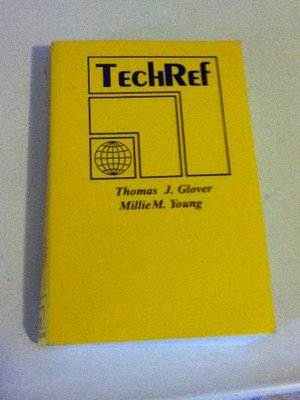 TechRef
Thomas J. Glover
Millie M. Young